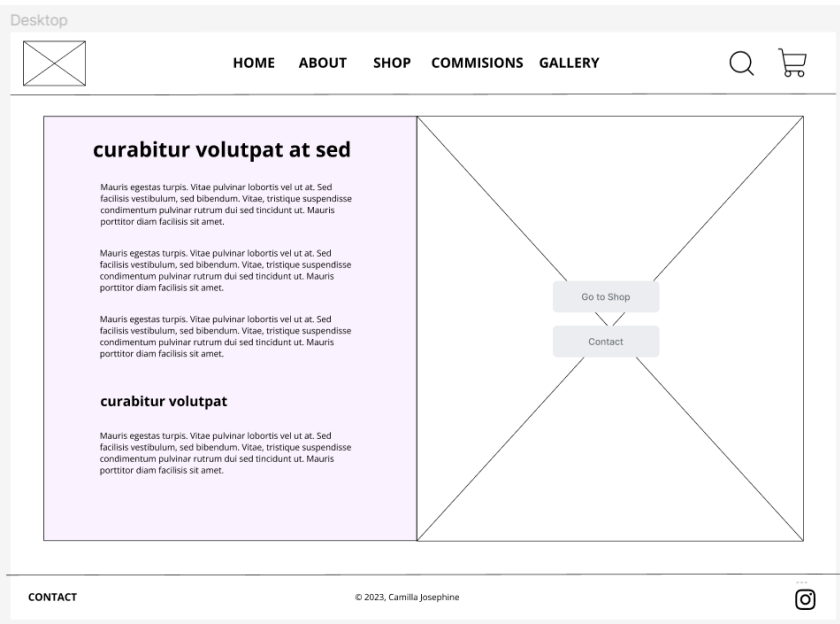 Desktop
HOME ABOUT SHOP COMMISIONS GALLERY
curabitur volutpat at sed
Mauris egestas turpis. Vitae pulvinar lobortis vel ut at. Sed
facilisis vestibulum, sed bibendum. Vitae, tristique suspendisse
condimentum pulvinar rutrum dui sed tincidunt ut. Mauris
porttitor diam facilisis sit amet.
Mauris egestas turpis. Vitae pulvinar lobortis vel ut at. Sed
facilisis vestibulum, sed bibendum. Vitae, tristique suspendisse
condimentum pulvinar rutrum dui sed tincidunt ut. Mauris
porttitor diam facilisis sit amet.
Mauris egestas turpis. Vitae pulvinar lobortis vel ut at. Sed
facilisis vestibulum, sed bibendum. Vitae, tristique suspendisse
condimentum pulvinar rutrum dui sed tincidunt ut. Mauris
porttitor diam facilisis sit amet.
curabitur volutpat
Mauris egestas turpis. Vitae pulvinar lobortis vel ut at. Sed
facilisis vestibulum, sed bibendum. Vitae, tristique suspendisse
condimentum pulvinar rutrum dui sed tincidunt ut. Mauris
porttitor diam facilisis sit amet.
Go to Shop
Contact
CONTACT
© 2023, Camilla Josephine